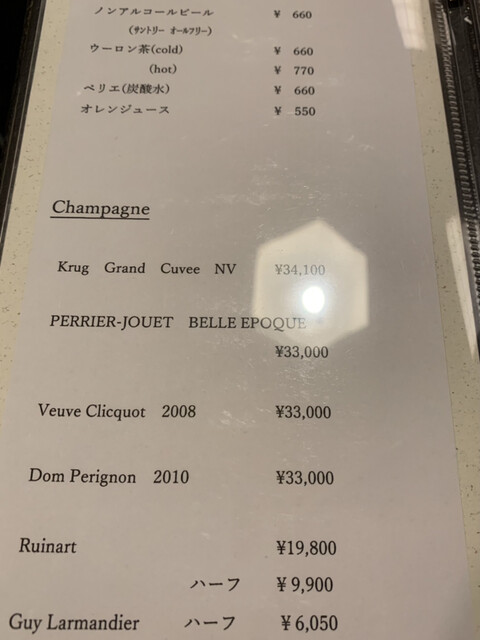 ノンアルコールビール ¥ 660
(サントリー オールフリー)
ウーロン茶(cold) ¥ 660
(hot) ¥ 770
ペリエ(炭酸水) ¥ 660
オレンジュース ¥ 550
Champagne
Krug Grand Cuvee NV ¥34,100
PERRIER-JOUET BELLE EPOQUE
¥33,000
Veuve Clicquot 2008 ¥33,000
Dom Perignon 2010 ¥33,000
Ruinart ¥19,800
ハーフ ¥ 9,900
Guy Larmandier ハーフ ¥ 6,050